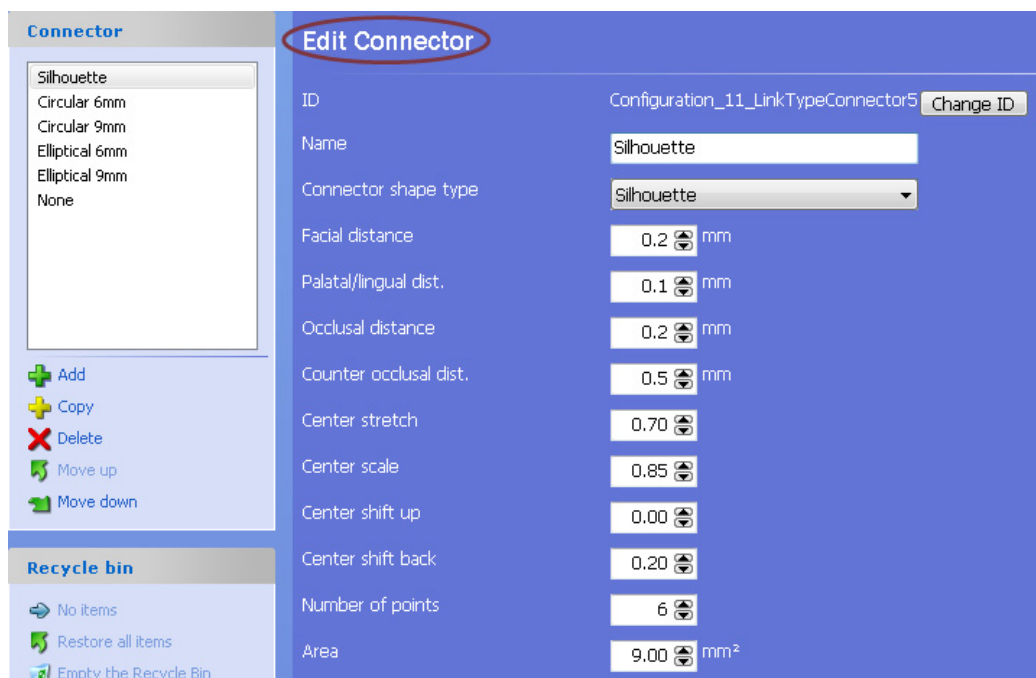 Connector
Silhouette
Circular 6mm
Circular 9mm
Elliptical 6mm
Elliptical 9mm
None
Add
Copy
Delete
Move up
Move down
Recycle bin
No items
Restore all items
Empty the Recycle Bin
Edit Connector
ID Configuration_11_LinkTypeConnector5 Change ID
Name Silhouette
Connector shape type Silhouette
Facial distance 0.2 mm
Palatal/lingual dist. 0.1 mm
Occlusal distance 0.2 mm
Counter occlusal dist. 0.5 mm
Center stretch 0.70
Center scale 0.85
Center shift up 0.00
Center shift back 0.20
Number of points 6
Area 9.00 mm²